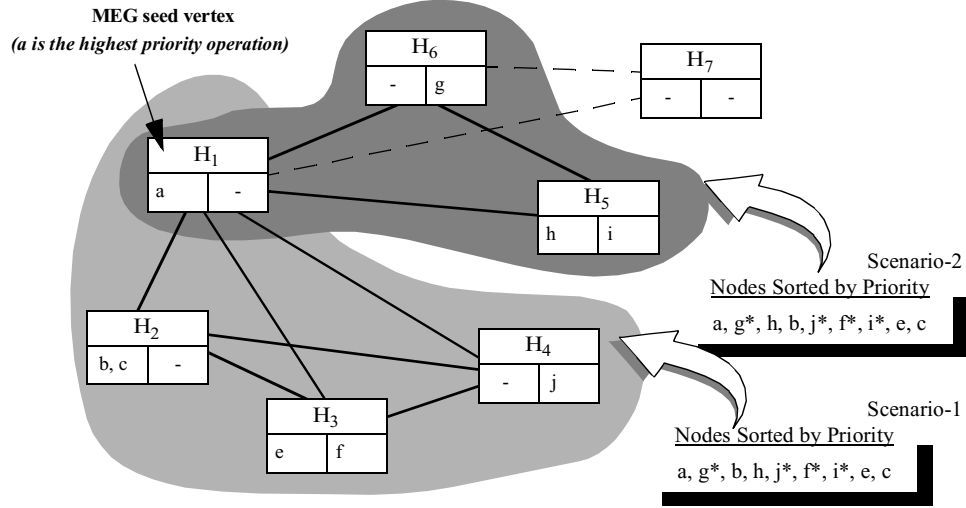 MEG seed vertex
(a is the highest priority operation)
H6
- g
H7
- -
H1
a -
H5
h i
Scenario-2
Nodes Sorted by Priority
a, g*, h, b, j*, f*, i*, e, c
H2
b, c -
H4
- j
H3
e f
Scenario-1
Nodes Sorted by Priority
a, g*, b, h, j*, f*, i*, e, c